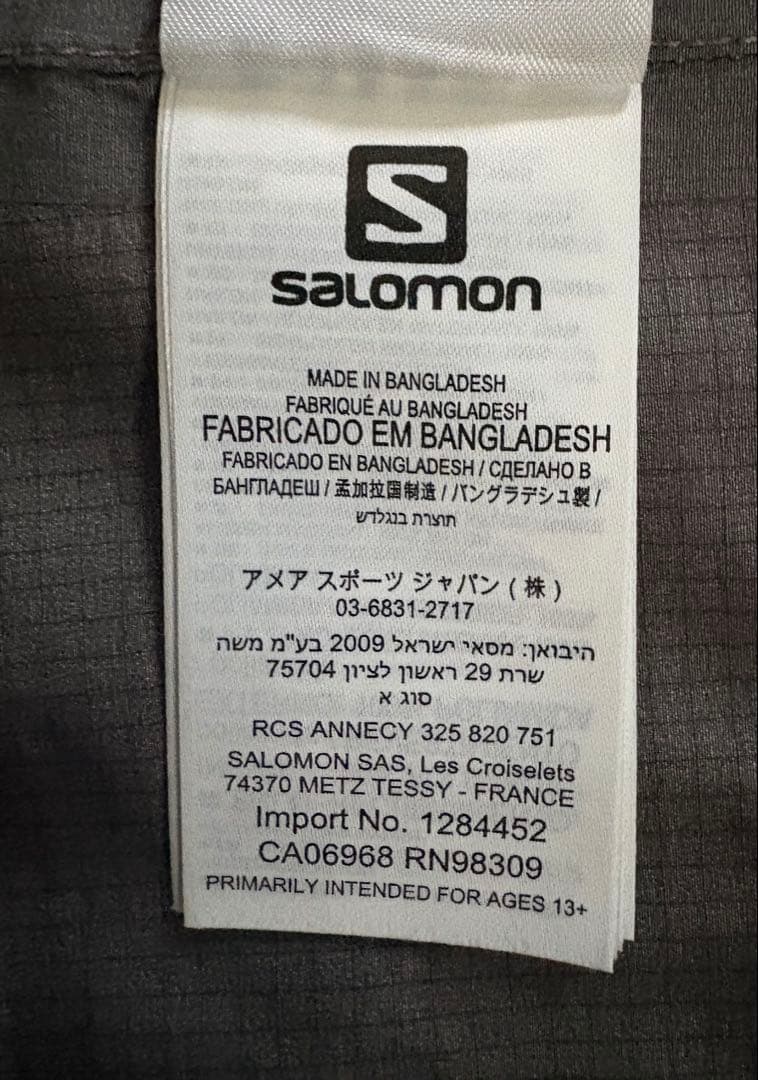 S
SALOMON
MADE IN BANGLADESH
FABRIQUÉ AU BANGLADESH
FABRICADO EM BANGLADESH
FABRICADO EN BANGLADESH / СДЕЛАНО В
БАНГЛАДЕШ / 孟加拉国制造 / バングラデシュ製 /
תוצרת בנגלדש
アメア スポーツ ジャパン ( 株 )
03-6831-2717
היבואן: מסאי ישראל 2009 בע"מ משה
שרת 29 ראשון לציון 75704
סוג א
RCS ANNECY 325 820 751
SALOMON SAS, Les Croiselets
74370 METZ TESSY - FRANCE
Import No. 1284452
CA06968 RN98309
PRIMARILY INTENDED FOR AGES 13+